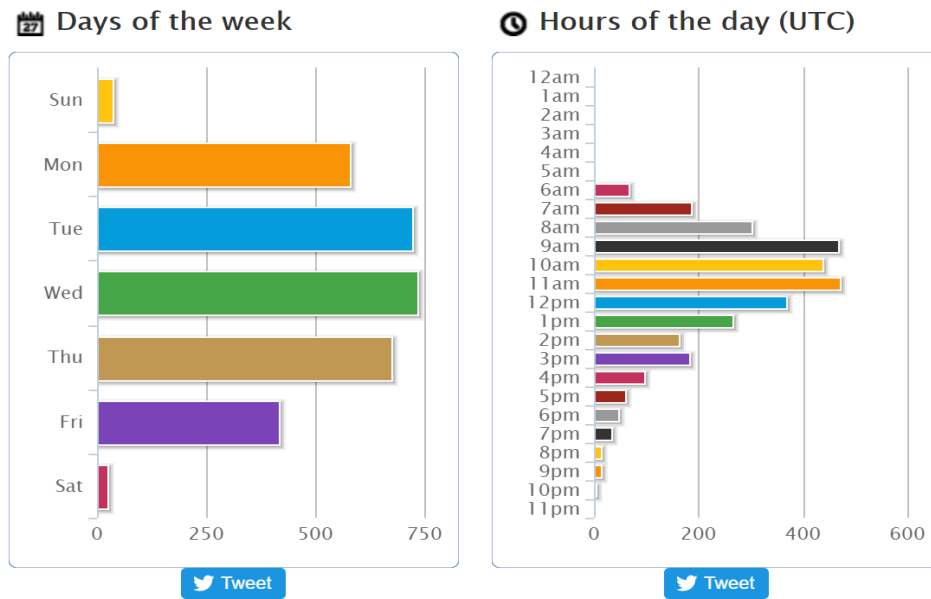 27 Days of the week
Sun
Mon
Tue
Wed
Thu
Fri
Sat
0 250 500 750
Tweet
Hours of the day (UTC)
12am
1am
2am
3am
4am
5am
6am
7am
8am
9am
10am
11am
12pm
1pm
2pm
3pm
4pm
5pm
6pm
7pm
8pm
9pm
10pm
11pm
0 200 400 600
Tweet